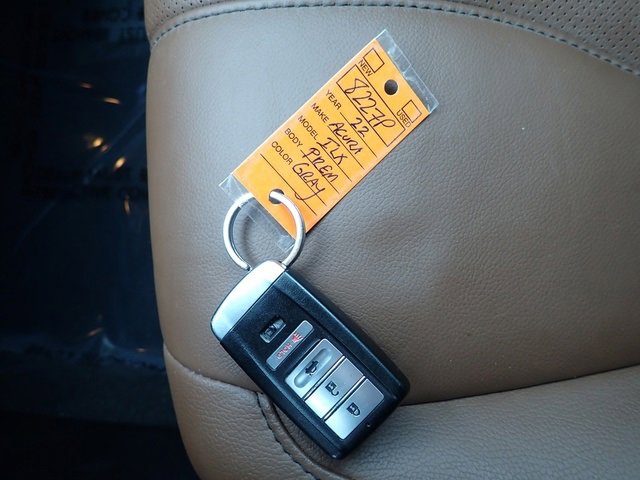 NEW
USED
8227P
YEAR 22
MAKE ACURA
MODEL ILX
BODY PREM
COLOR GRAY